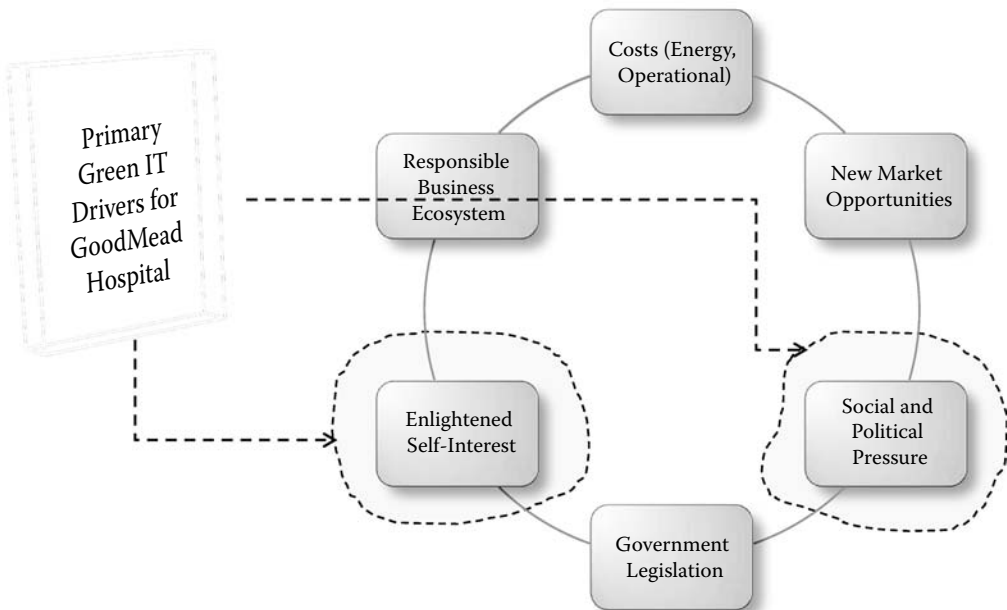 Primary
Green IT
Drivers for
GoodMead
Hospital
Costs (Energy,
Operational)
Responsible
Business
Ecosystem
New Market
Opportunities
Enlightened
Self-Interest
Social and
Political
Pressure
Government
Legislation